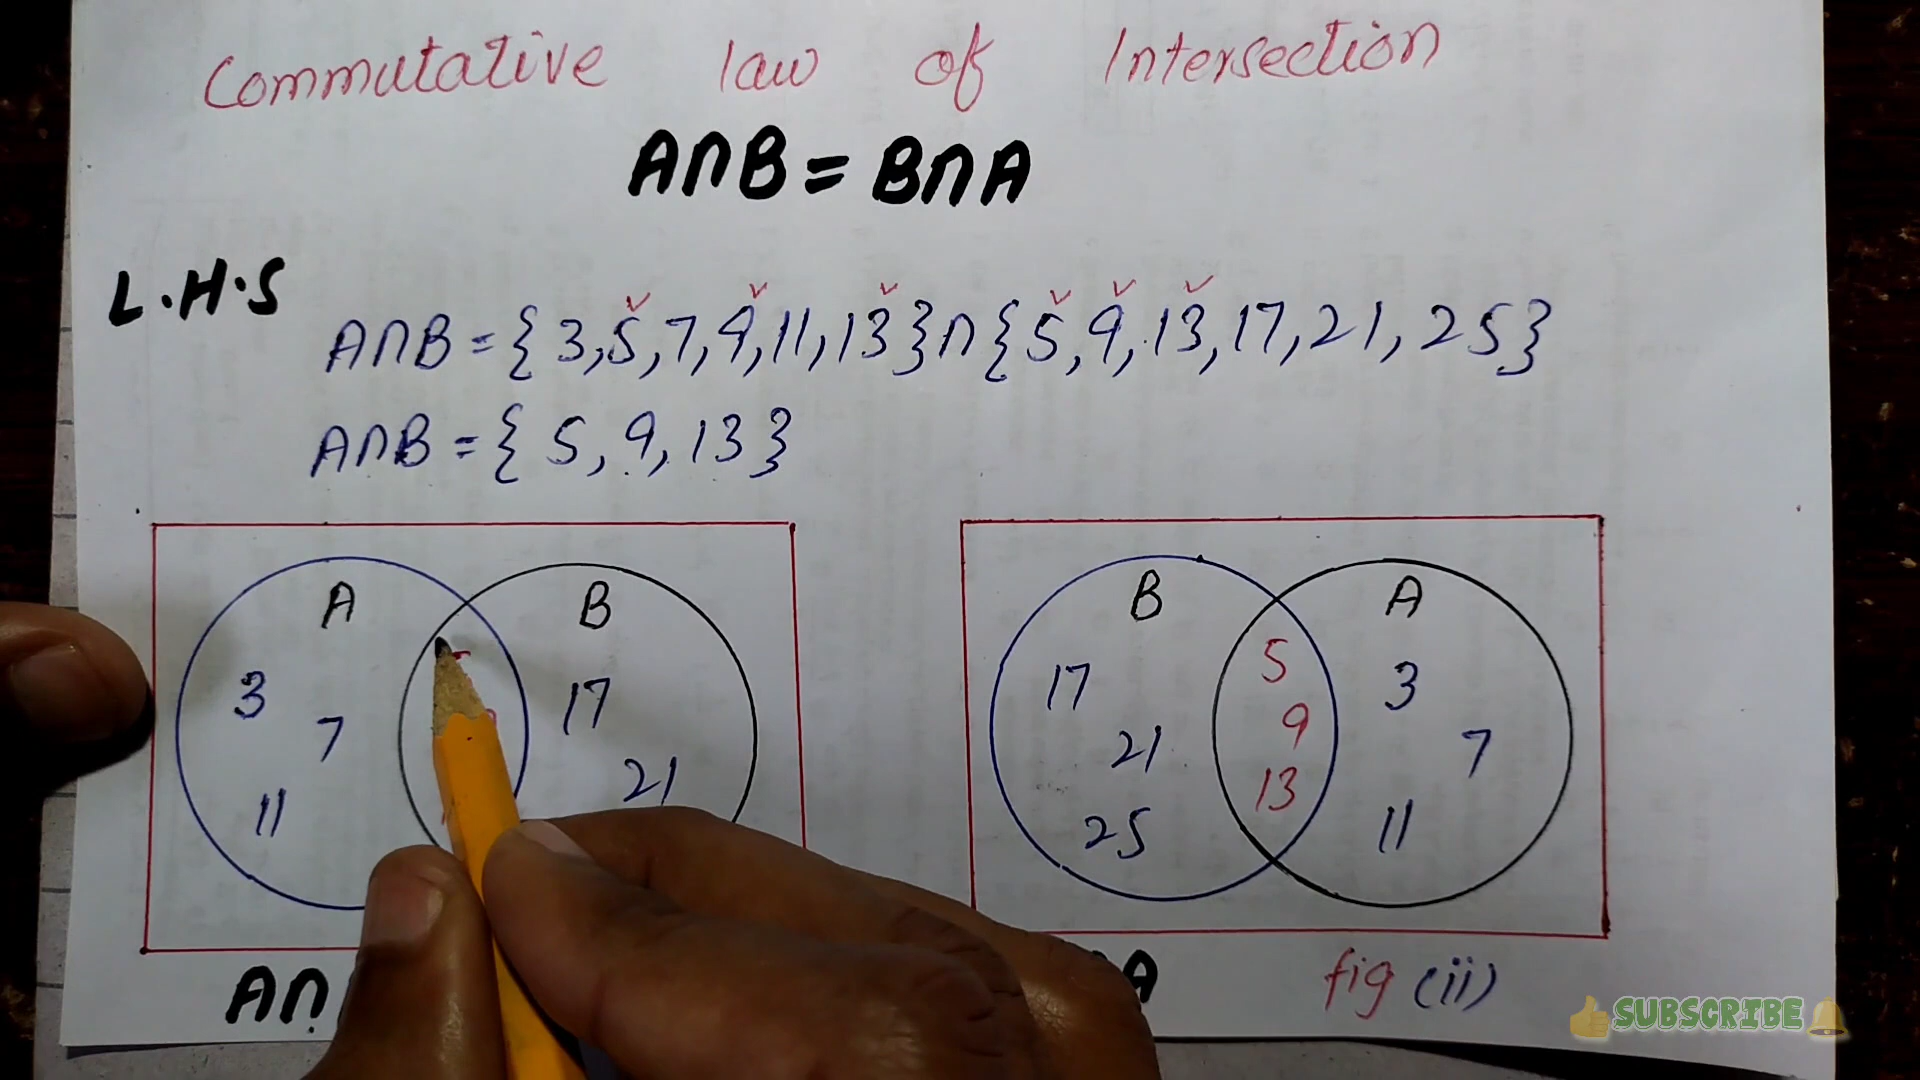 Commutative law of Intersection
A∩B = B∩A
L.H.S
A∩B = { 3, 5, 7, 9, 11, 13 } ∩ { 5, 9, 13, 17, 21, 25 }
A∩B = { 5, 9, 13 }
A B
3 17
7
21
11
B A
17 5 3
21 9 7
25 13 11
A∩
A fig (ii)
SUBSCRIBE